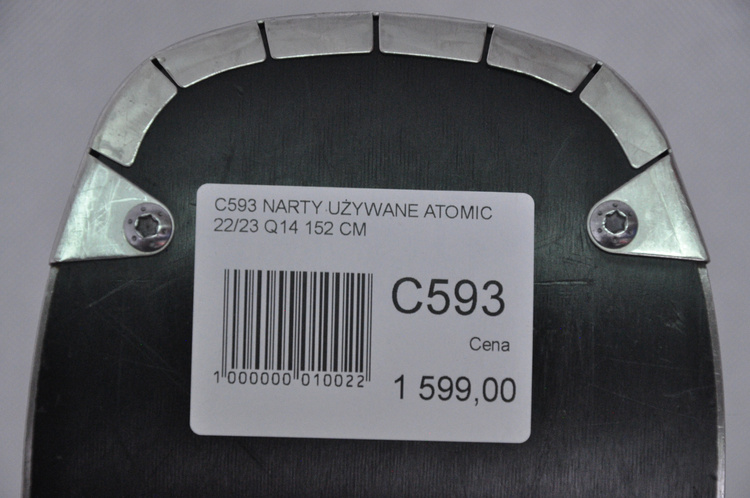 C593 NARTY UŻYWANE ATOMIC
22/23 Q14 152 CM
C593
Cena
1 000000 010022
1 599,00